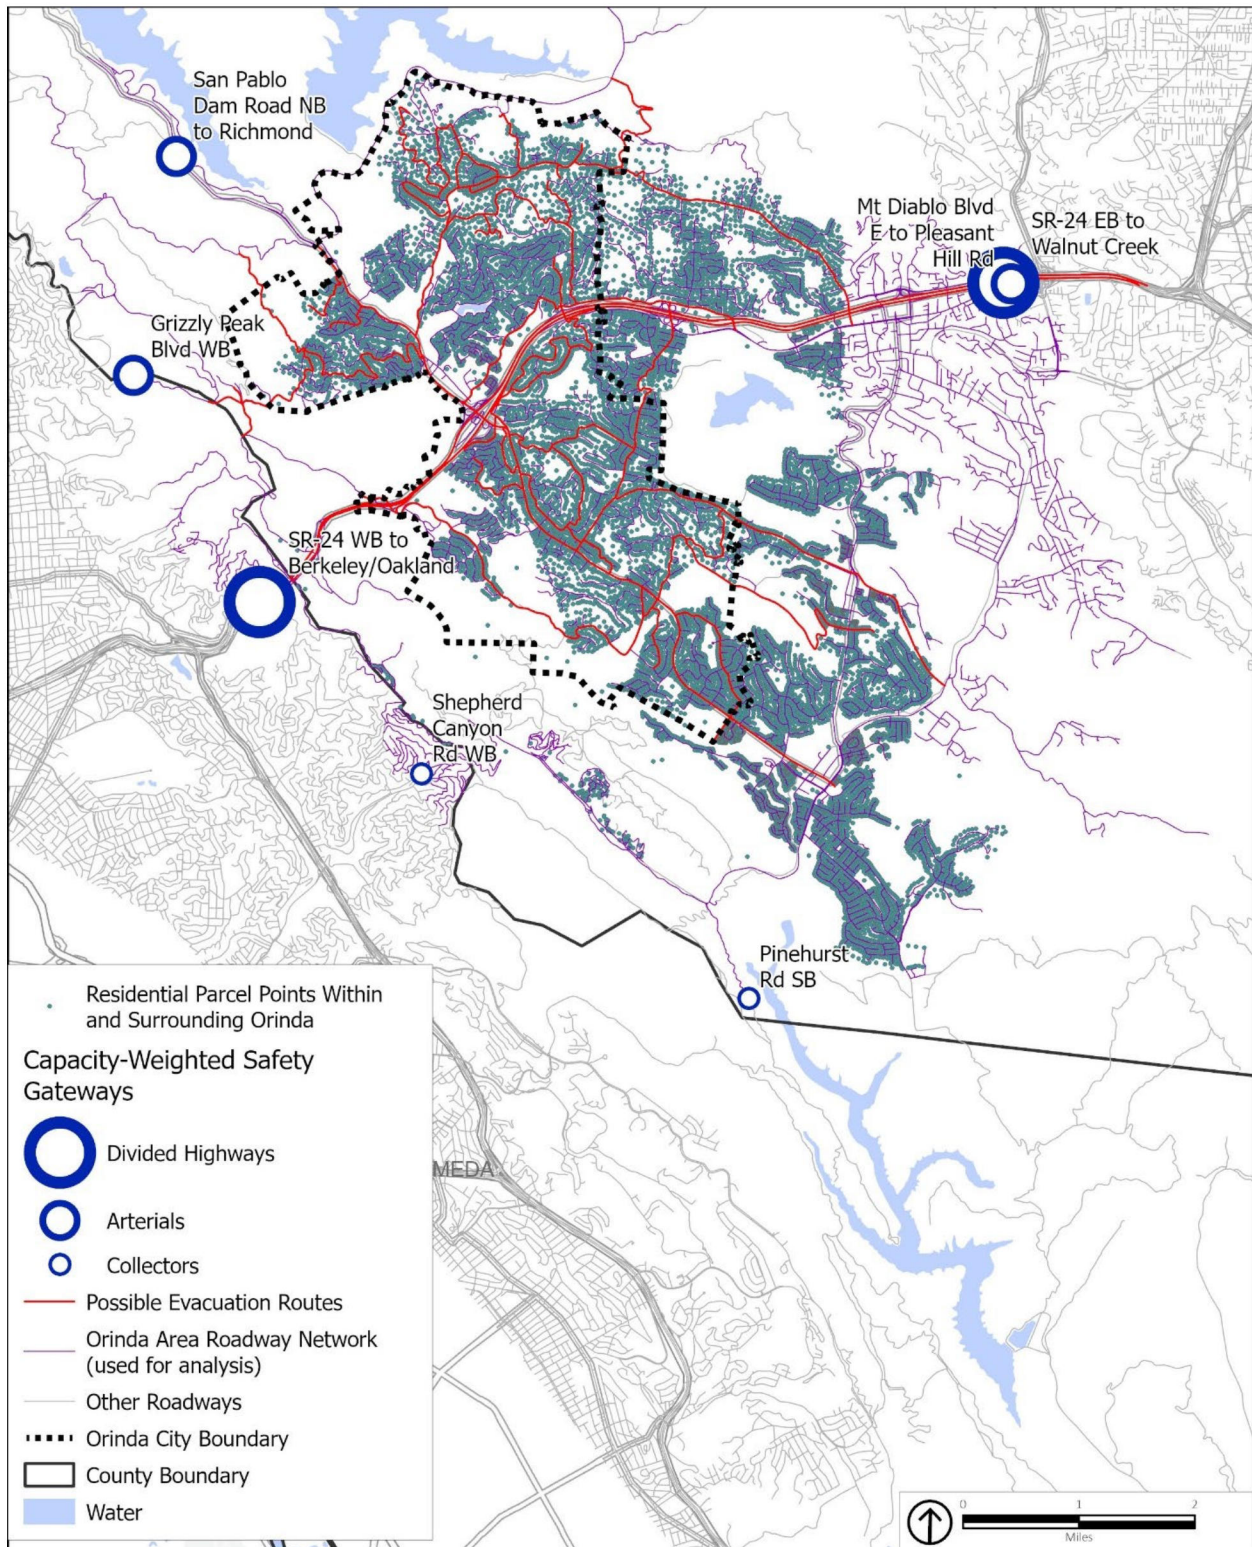 San Pablo
Dam Road NB
to Richmond
Mt Diablo Blvd
E to Pleasant
Hill Rd
SR-24 EB to
Walnut Creek
Grizzly Peak
Blvd WB
SR-24 WB to
Berkeley/Oakland
Shepherd
Canyon
Rd WB
Pinehurst
Rd SB
Residential Parcel Points Within
and Surrounding Orinda
Capacity-Weighted Safety
Gateways
Divided Highways
Arterials
Collectors
Possible Evacuation Routes
Orinda Area Roadway Network
(used for analysis)
Other Roadways
Orinda City Boundary
County Boundary
Water
MEDA
0 1 2
Miles